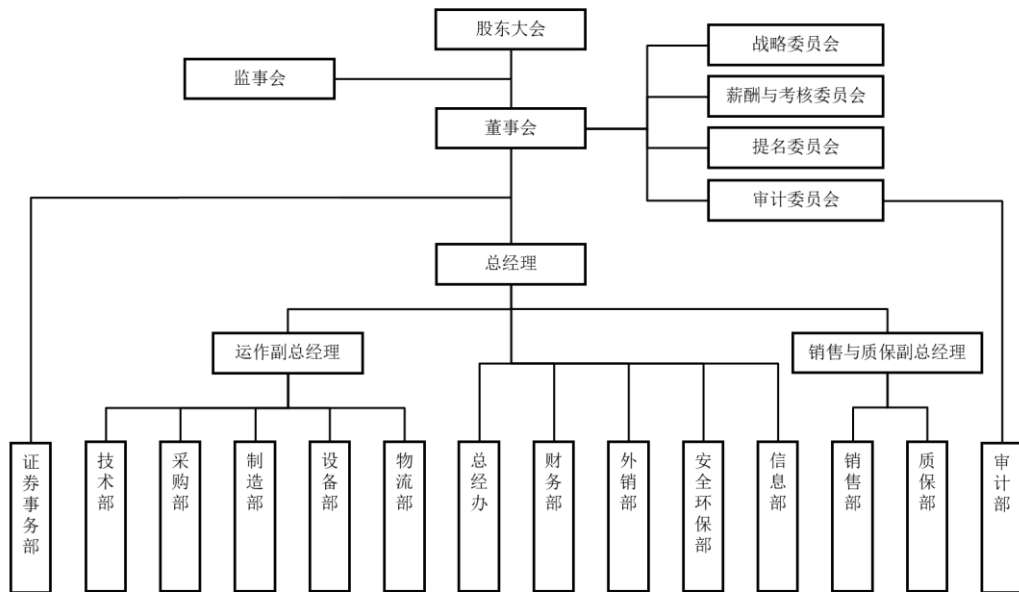 股东大会
战略委员会
监事会
薪酬与考核委员会
董事会
提名委员会
审计委员会
总经理
运作副总经理
销售与质保副总经理
证券事务部
技术部
采购部
制造部
设备部
物流部
总经办
财务部
外销部
安全环保部
信息部
销售部
质保部
审计部